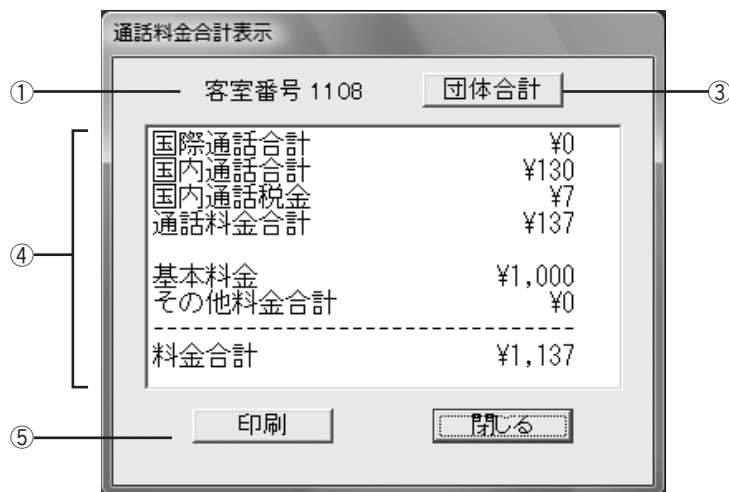 通話料金合計表示
① 客室番号 1108 団体合計 ③
国際通話合計 ¥0
国内通話合計 ¥130
国内通話税金 ¥7
通話料金合計 ¥137
④
基本料金 ¥1,000
その他料金合計 ¥0
------------------------------
料金合計 ¥1,137
⑤ 印刷 閉じる